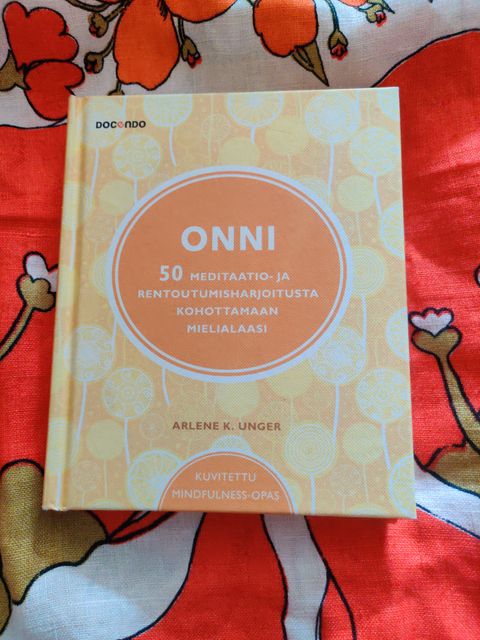 DOCENDO
ONNI
50 MEDITAATIO- JA
RENTOUTUMISHARJOITUSTA
KOHOTTAMAAN
MIELIALAASI
ARLENE K. UNGER
KUVITETTU
MINDFULNESS-OPAS